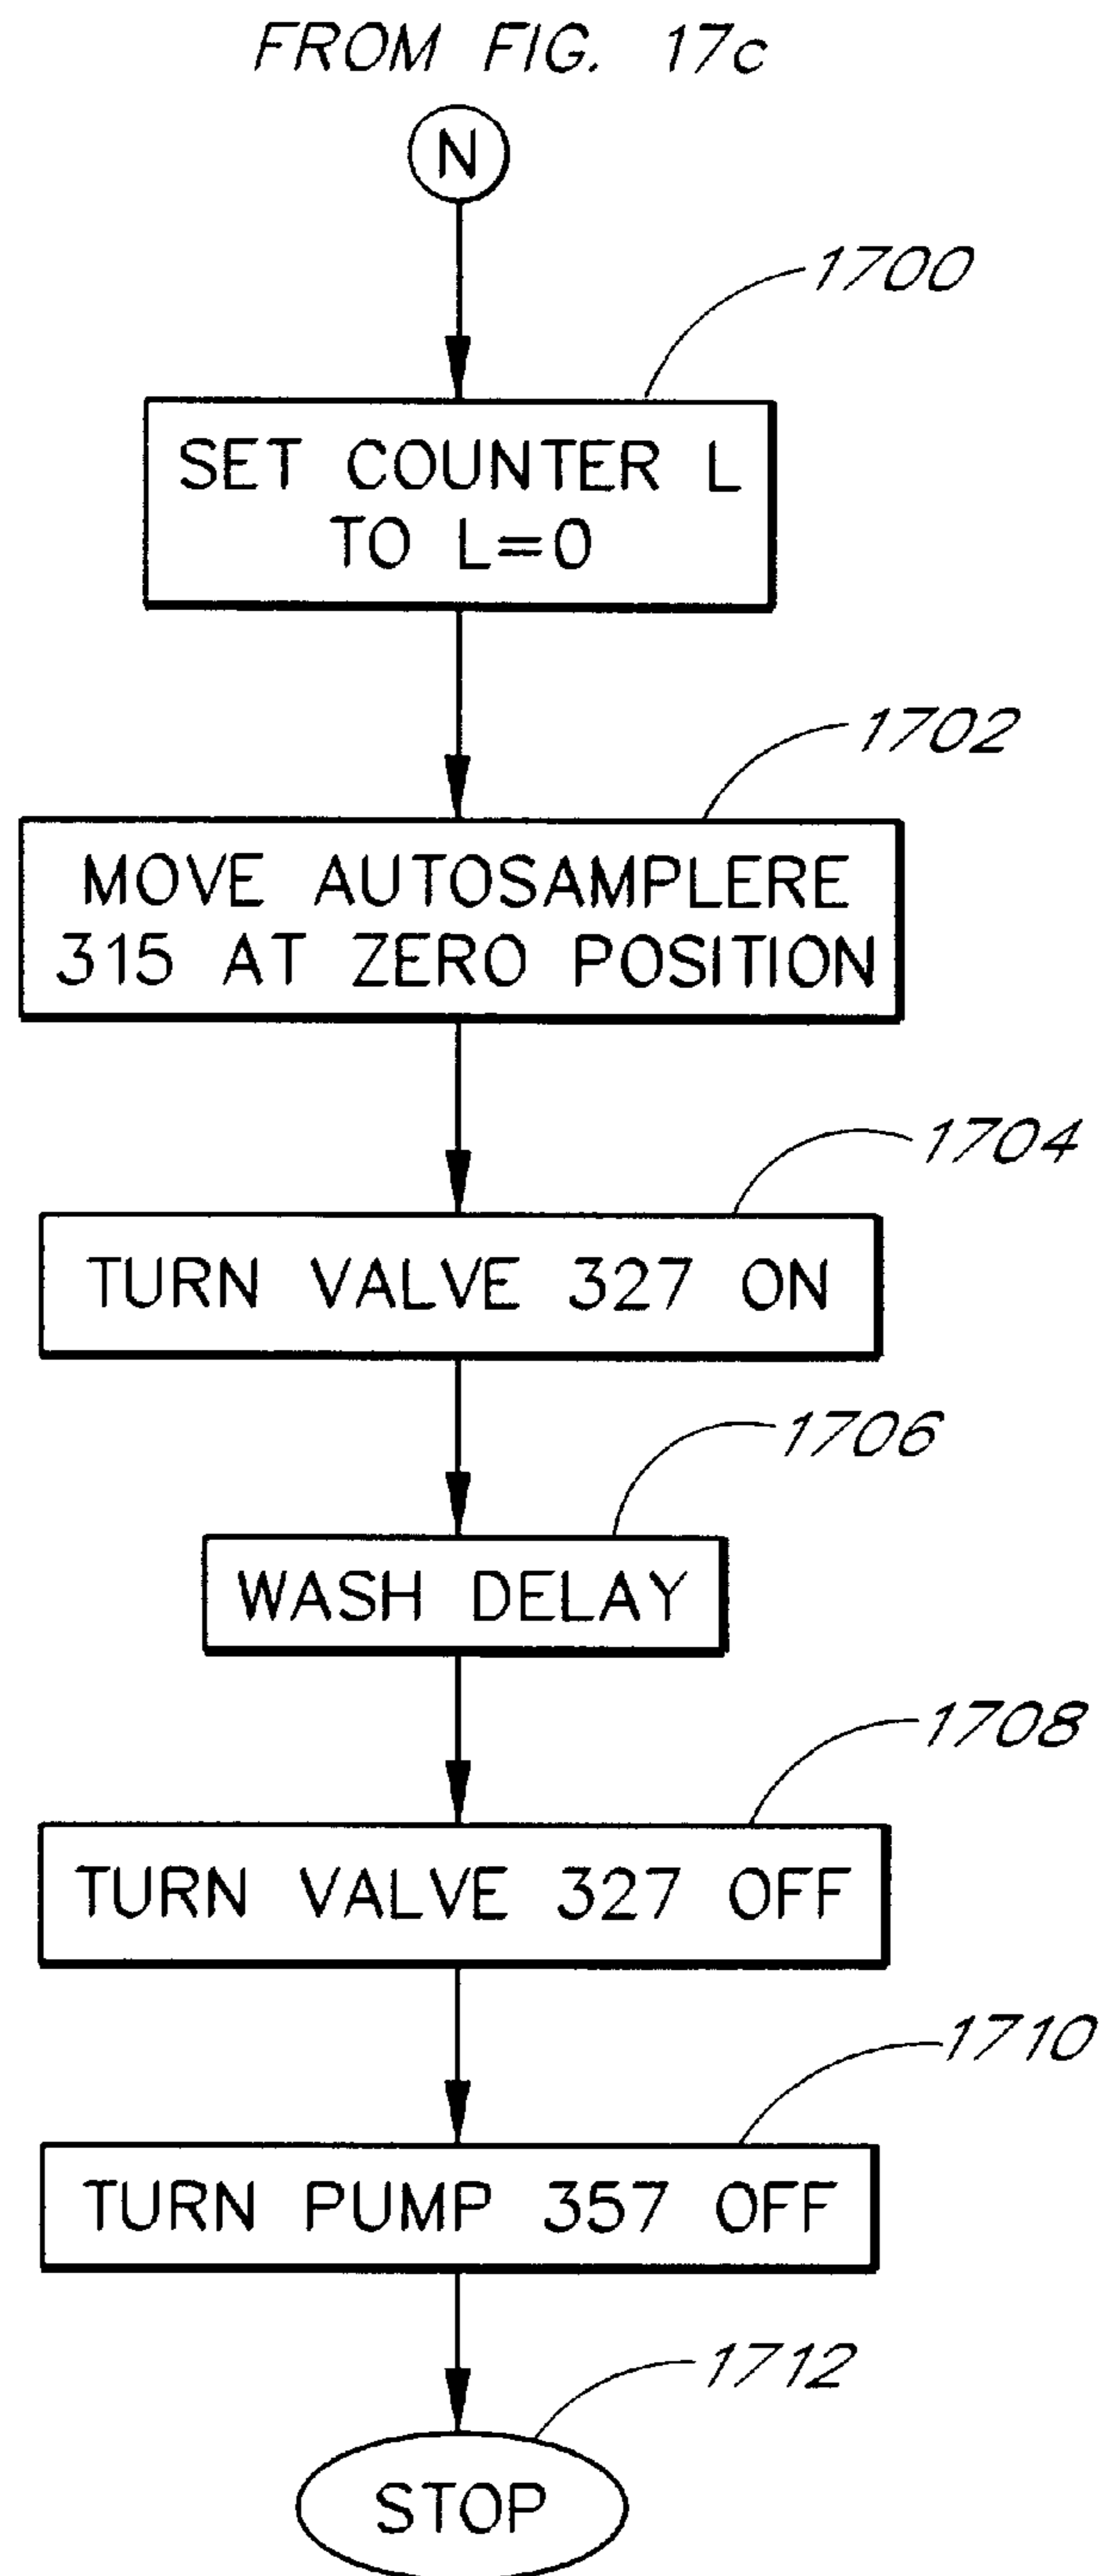 FROM FIG. 17c
N
1700
SET COUNTER L
TO L=0
1702
MOVE AUTOSAMPLERE
315 AT ZERO POSITION
1704
TURN VALVE 327 ON
1706
WASH DELAY
1708
TURN VALVE 327 OFF
1710
TURN PUMP 357 OFF
1712
STOP